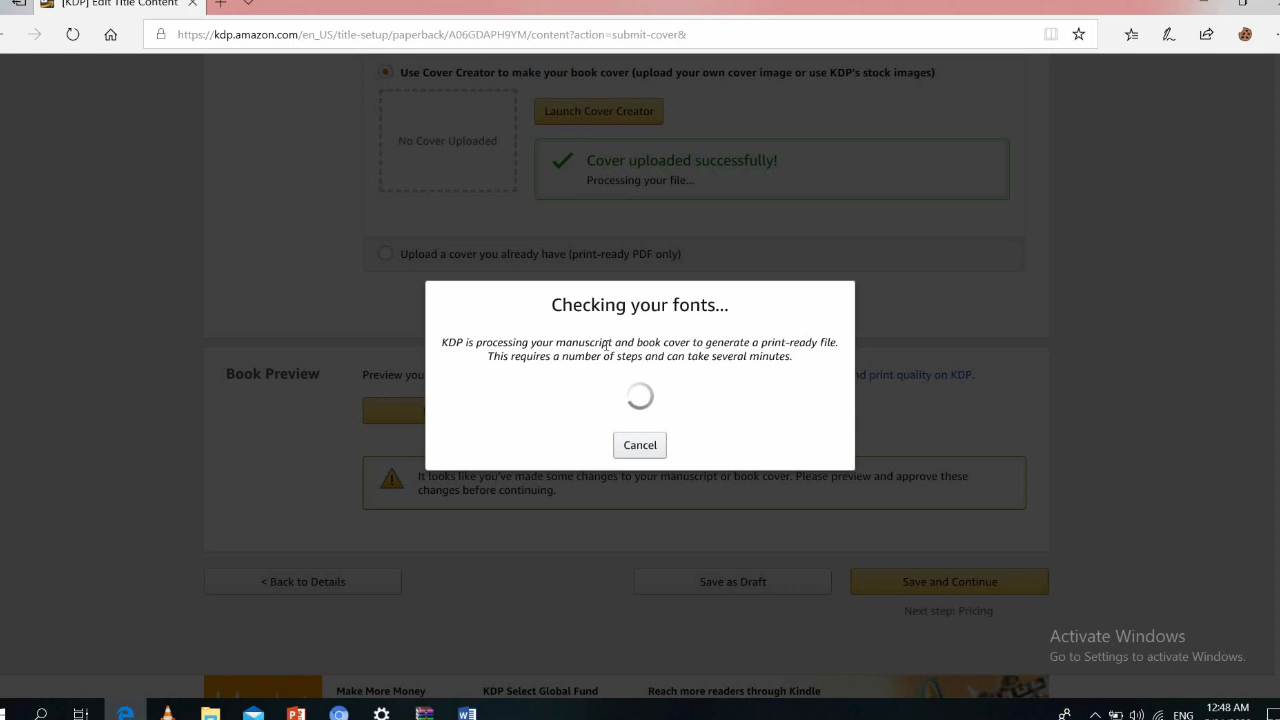 [KDP] Edit Title Content
https://kdp.amazon.com/en_US/title-setup/paperback/A06GDAPH9YM/content?action=submit-cover&
Use Cover Creator to make your book cover (upload your own cover image or use KDP's stock images)
No Cover Uploaded
Launch Cover Creator
Cover uploaded successfully!
Processing your file...
Upload a cover you already have (print-ready PDF only)
Checking your fonts...
KDP is processing your manuscript and book cover to generate a print-ready file.
This requires a number of steps and can take several minutes.
Cancel
Book Preview
Preview you
nd print quality on KDP.
It looks like you've made some changes to your manuscript or book cover. Please preview and approve these
changes before continuing.
< Back to Details
Save as Draft
Save and Continue
Next step: Pricing
Activate Windows
Go to Settings to activate Windows.
Make More Money
KDP Select Global Fund
Reach more readers through Kindle
12:48 AM
ENG